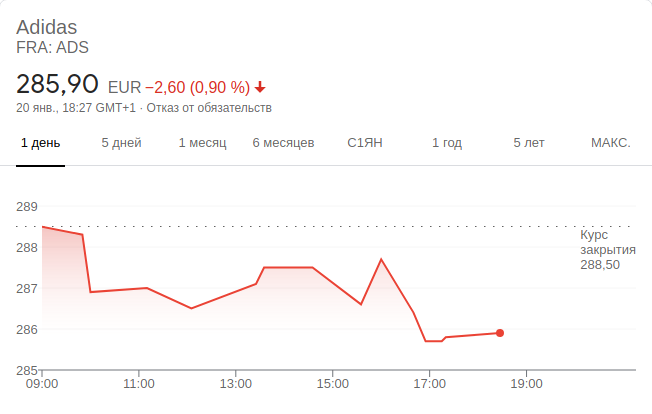 Adidas
FRA: ADS
285,90 EUR −2,60 (0,90 %)
20 янв., 18:27 GMT+1 · Отказ от обязательств
1 день 5 дней 1 месяц 6 месяцев С1ЯН 1 год 5 лет МАКС.
289
288
287
286
285
Курс
закрытия
288,50
09:00 11:00 13:00 15:00 17:00 19:00